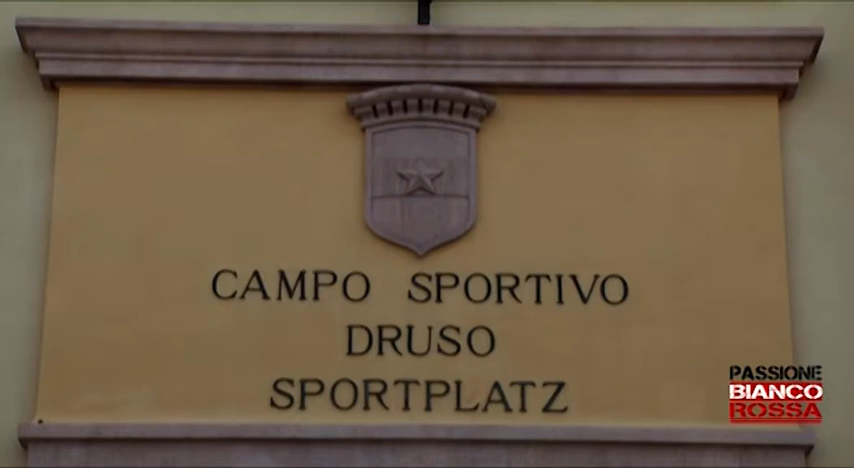 CAMPO SPORTIVO
DRUSO
SPORTPLATZ
PASSIONE
BIANCO
ROSSA